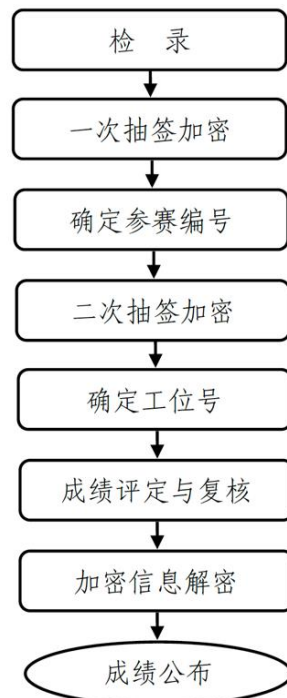 检 录
一次抽签加密
确定参赛编号
二次抽签加密
确定工位号
成绩评定与复核
加密信息解密
成绩公布